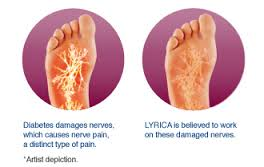 Diabetes damages nerves,
which causes nerve pain,
a distinct type of pain.
LYRICA is believed to work
on these damaged nerves.
*Artist depiction.